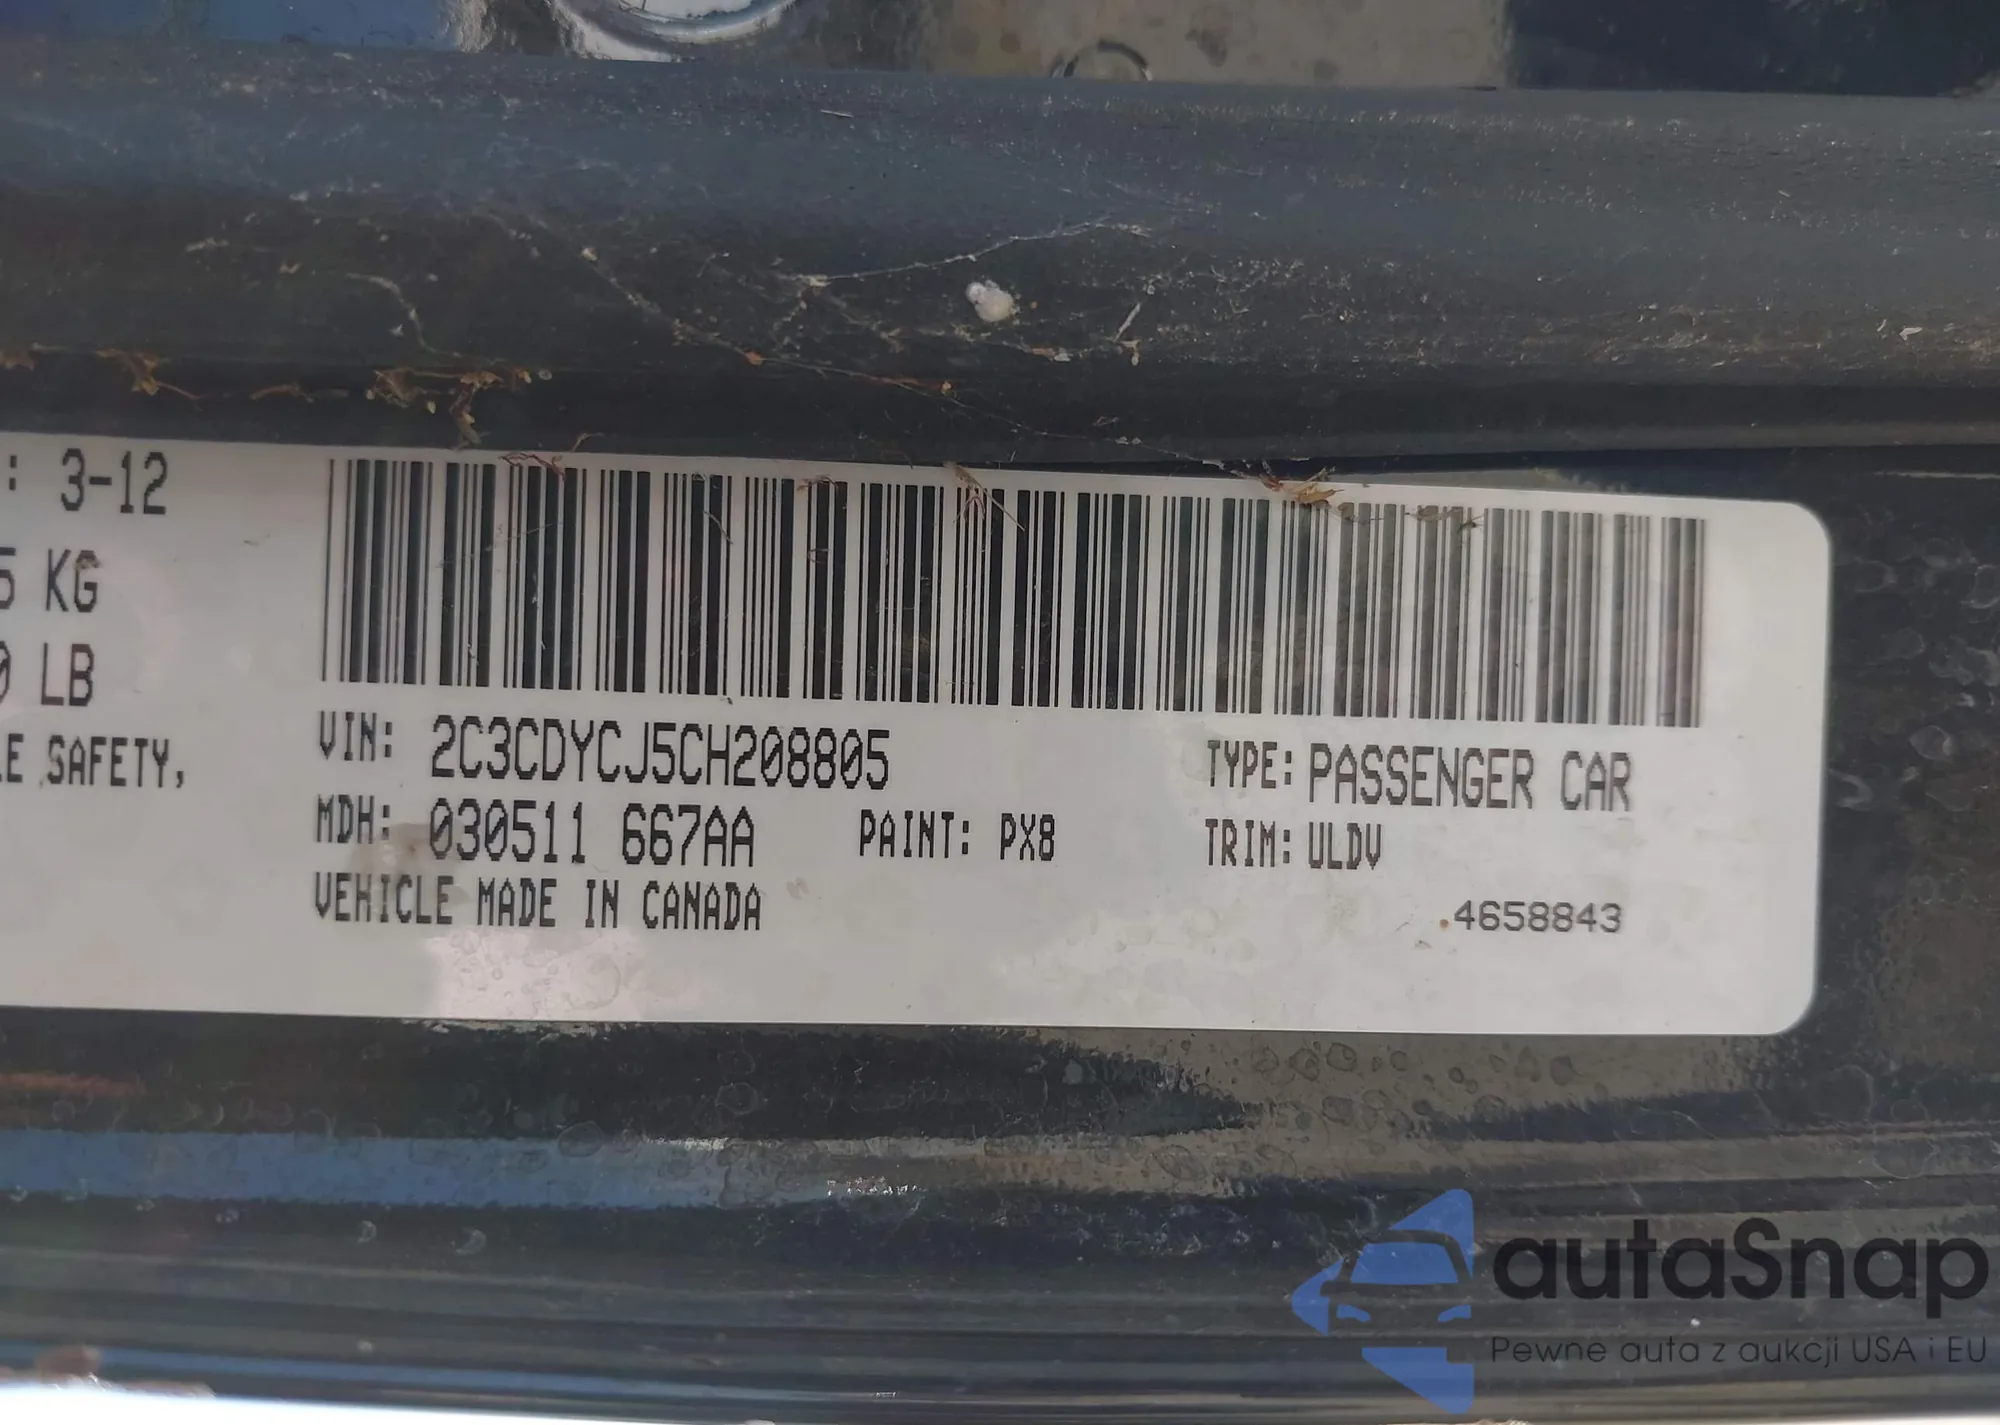 : 3-12
5 KG
0 LB
LE SAFETY,
VIN: 2C3CDYCJ5CH208805
TYPE: PASSENGER CAR
MDH: 030511 667AA
PAINT: PX8
TRIM: ULDV
VEHICLE MADE IN CANADA
.4658843
autaSnap
Pewne auta z aukcji USA i EU